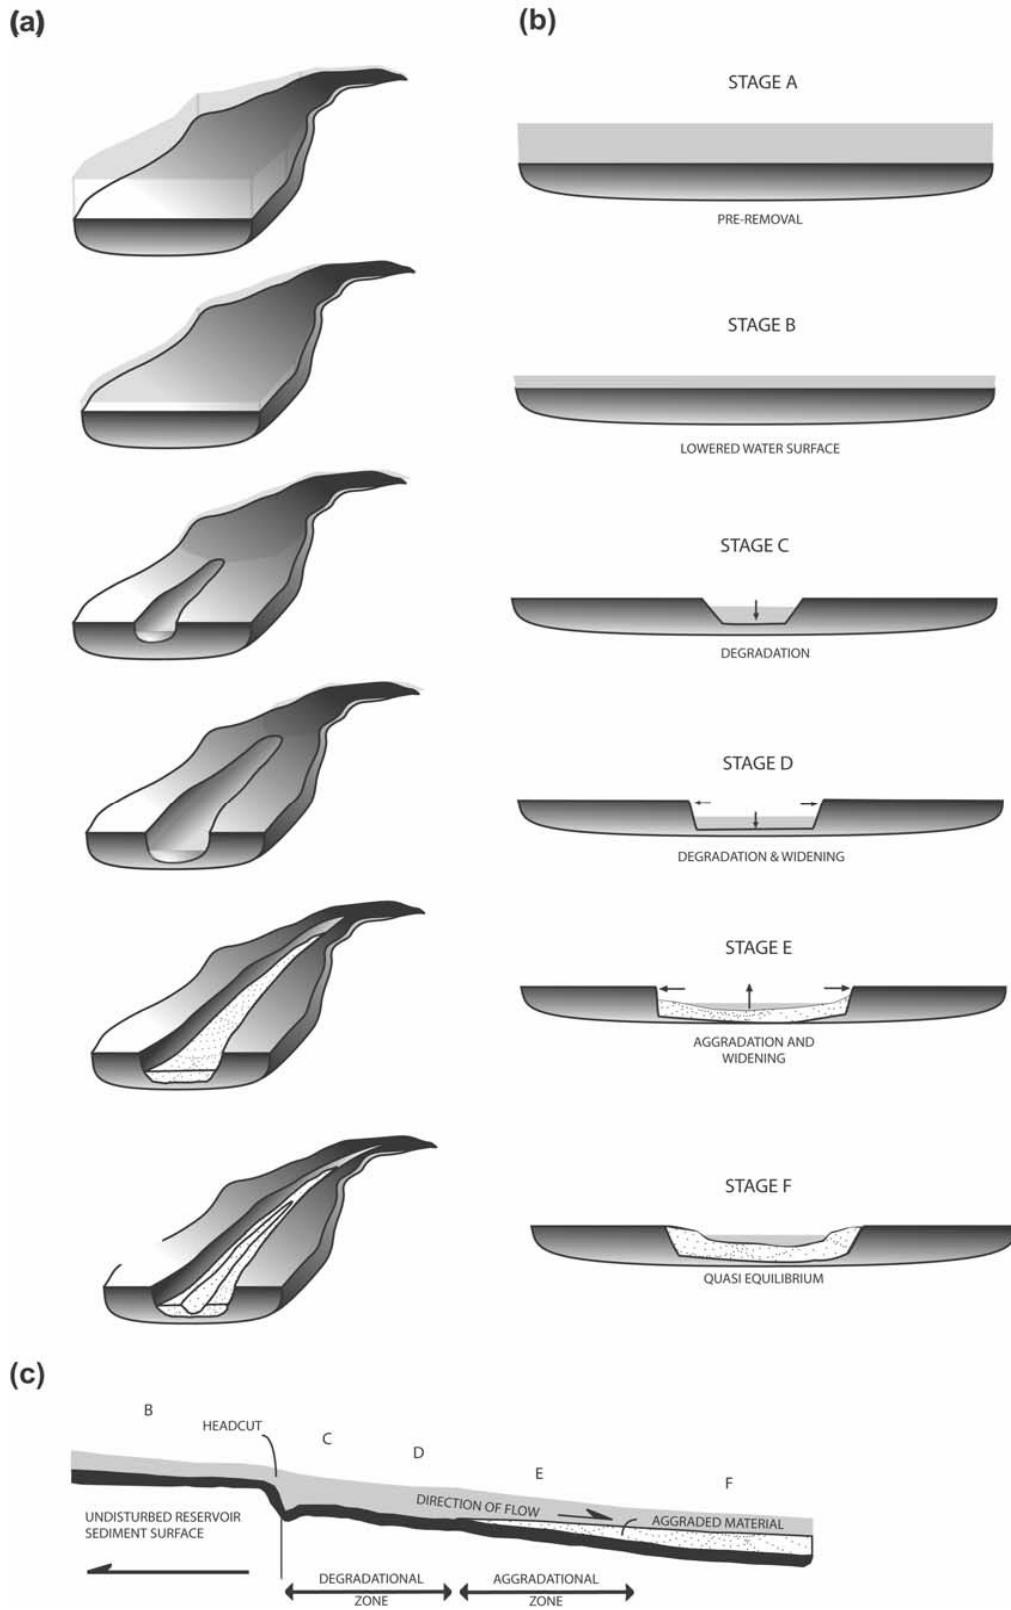 (a)
(b)
STAGE A
PRE-REMOVAL
STAGE B
LOWERED WATER SURFACE
STAGE C
DEGRADATION
STAGE D
DEGRADATION & WIDENING
STAGE E
AGGRADATION AND
WIDENING
STAGE F
QUASI EQUILIBRIUM
(c)
B
HEADCUT
C
D
E
F
DIRECTION OF FLOW
AGGRADED MATERIAL
UNDISTURBED RESERVOIR
SEDIMENT SURFACE
DEGRADATIONAL
ZONE
AGGRADATIONAL
ZONE